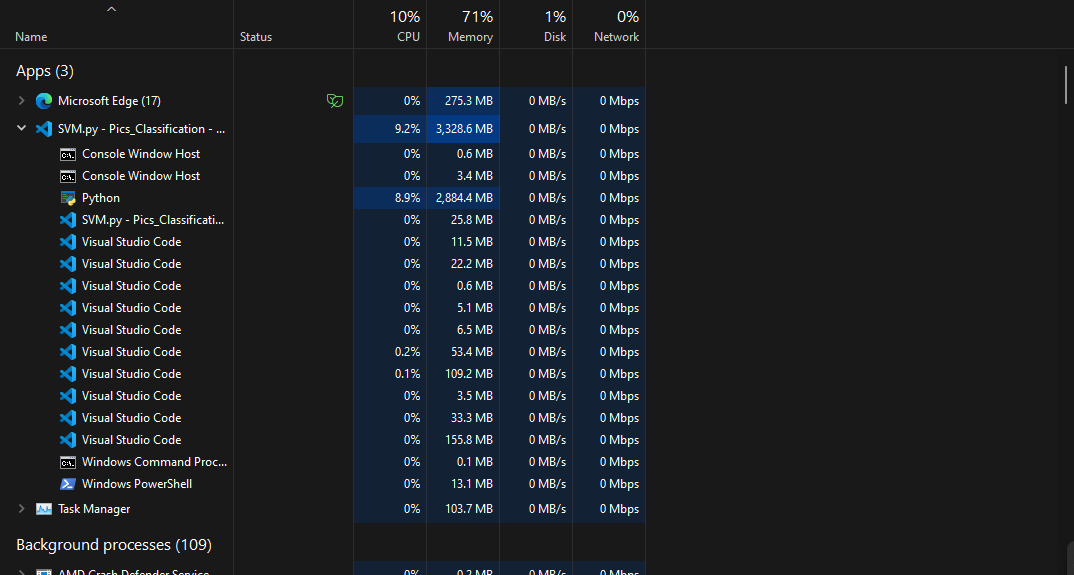 10% 71% 1% 0%
Name Status CPU Memory Disk Network
Apps (3)
Microsoft Edge (17) 0% 275.3 MB 0 MB/s 0 Mbps
SVM.py - Pics_Classification - ... 9.2% 3,328.6 MB 0 MB/s 0 Mbps
Console Window Host 0% 0.6 MB 0 MB/s 0 Mbps
Console Window Host 0% 3.4 MB 0 MB/s 0 Mbps
Python 8.9% 2,884.4 MB 0 MB/s 0 Mbps
SVM.py - Pics_Classificati... 0% 25.8 MB 0 MB/s 0 Mbps
Visual Studio Code 0% 11.5 MB 0 MB/s 0 Mbps
Visual Studio Code 0% 22.2 MB 0 MB/s 0 Mbps
Visual Studio Code 0% 0.6 MB 0 MB/s 0 Mbps
Visual Studio Code 0% 5.1 MB 0 MB/s 0 Mbps
Visual Studio Code 0% 6.5 MB 0 MB/s 0 Mbps
Visual Studio Code 0.2% 53.4 MB 0 MB/s 0 Mbps
Visual Studio Code 0.1% 109.2 MB 0 MB/s 0 Mbps
Visual Studio Code 0% 3.5 MB 0 MB/s 0 Mbps
Visual Studio Code 0% 33.3 MB 0 MB/s 0 Mbps
Visual Studio Code 0% 155.8 MB 0 MB/s 0 Mbps
Windows Command Proc... 0% 0.1 MB 0 MB/s 0 Mbps
Windows PowerShell 0% 13.1 MB 0 MB/s 0 Mbps
Task Manager 0% 103.7 MB 0 MB/s 0 Mbps
Background processes (109)
AMD Crash Defender Service 0% 0.2 MB 0 MB/s 0 Mbps